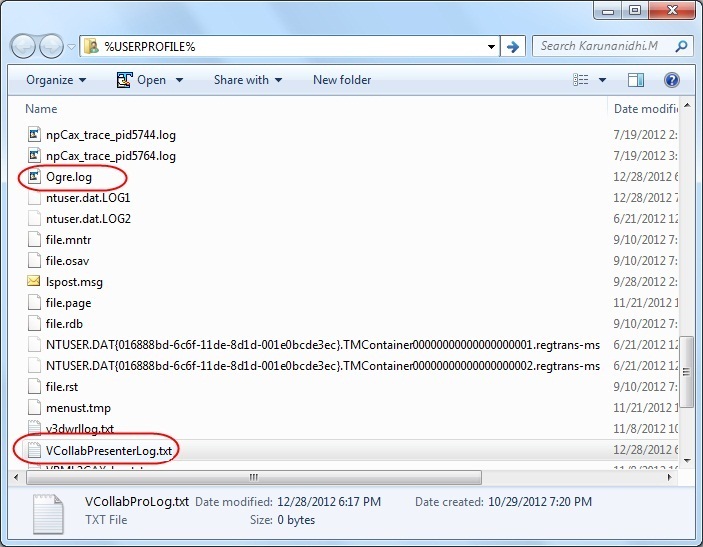 %USERPROFILE%
Search Karunanidhi.M
Organize Open Share with New folder
Name Date modifi
npCax_trace_pid5744.log 7/19/2012 2:
npCax_trace_pid5764.log 7/19/2012 3:
Ogre.log 12/28/2012 6
ntuser.dat.LOG1 12/28/2012 12
ntuser.dat.LOG2 6/21/2012 12
file.mntr 9/10/2012 7:
file.osav 9/10/2012 7:
lspost.msg 9/28/2012 2:
file.page 11/21/2012 1
file.rdb 9/10/2012 7:
NTUSER.DAT{016888bd-6c6f-11de-8d1d-001e0bcde3ec}.TMContainer00000000000000000001.regtrans-ms 6/21/2012 12
NTUSER.DAT{016888bd-6c6f-11de-8d1d-001e0bcde3ec}.TMContainer00000000000000000002.regtrans-ms 6/21/2012 12
file.rst 9/10/2012 7:
menust.tmp 11/21/2012 1
v3dwrllog.txt 11/8/2012 10
VCollabPresenterLog.txt 12/28/2012 6
VCollabProLog.txt Date modified: 12/28/2012 6:17 PM Date created: 10/29/2012 7:20 PM
TXT File Size: 0 bytes